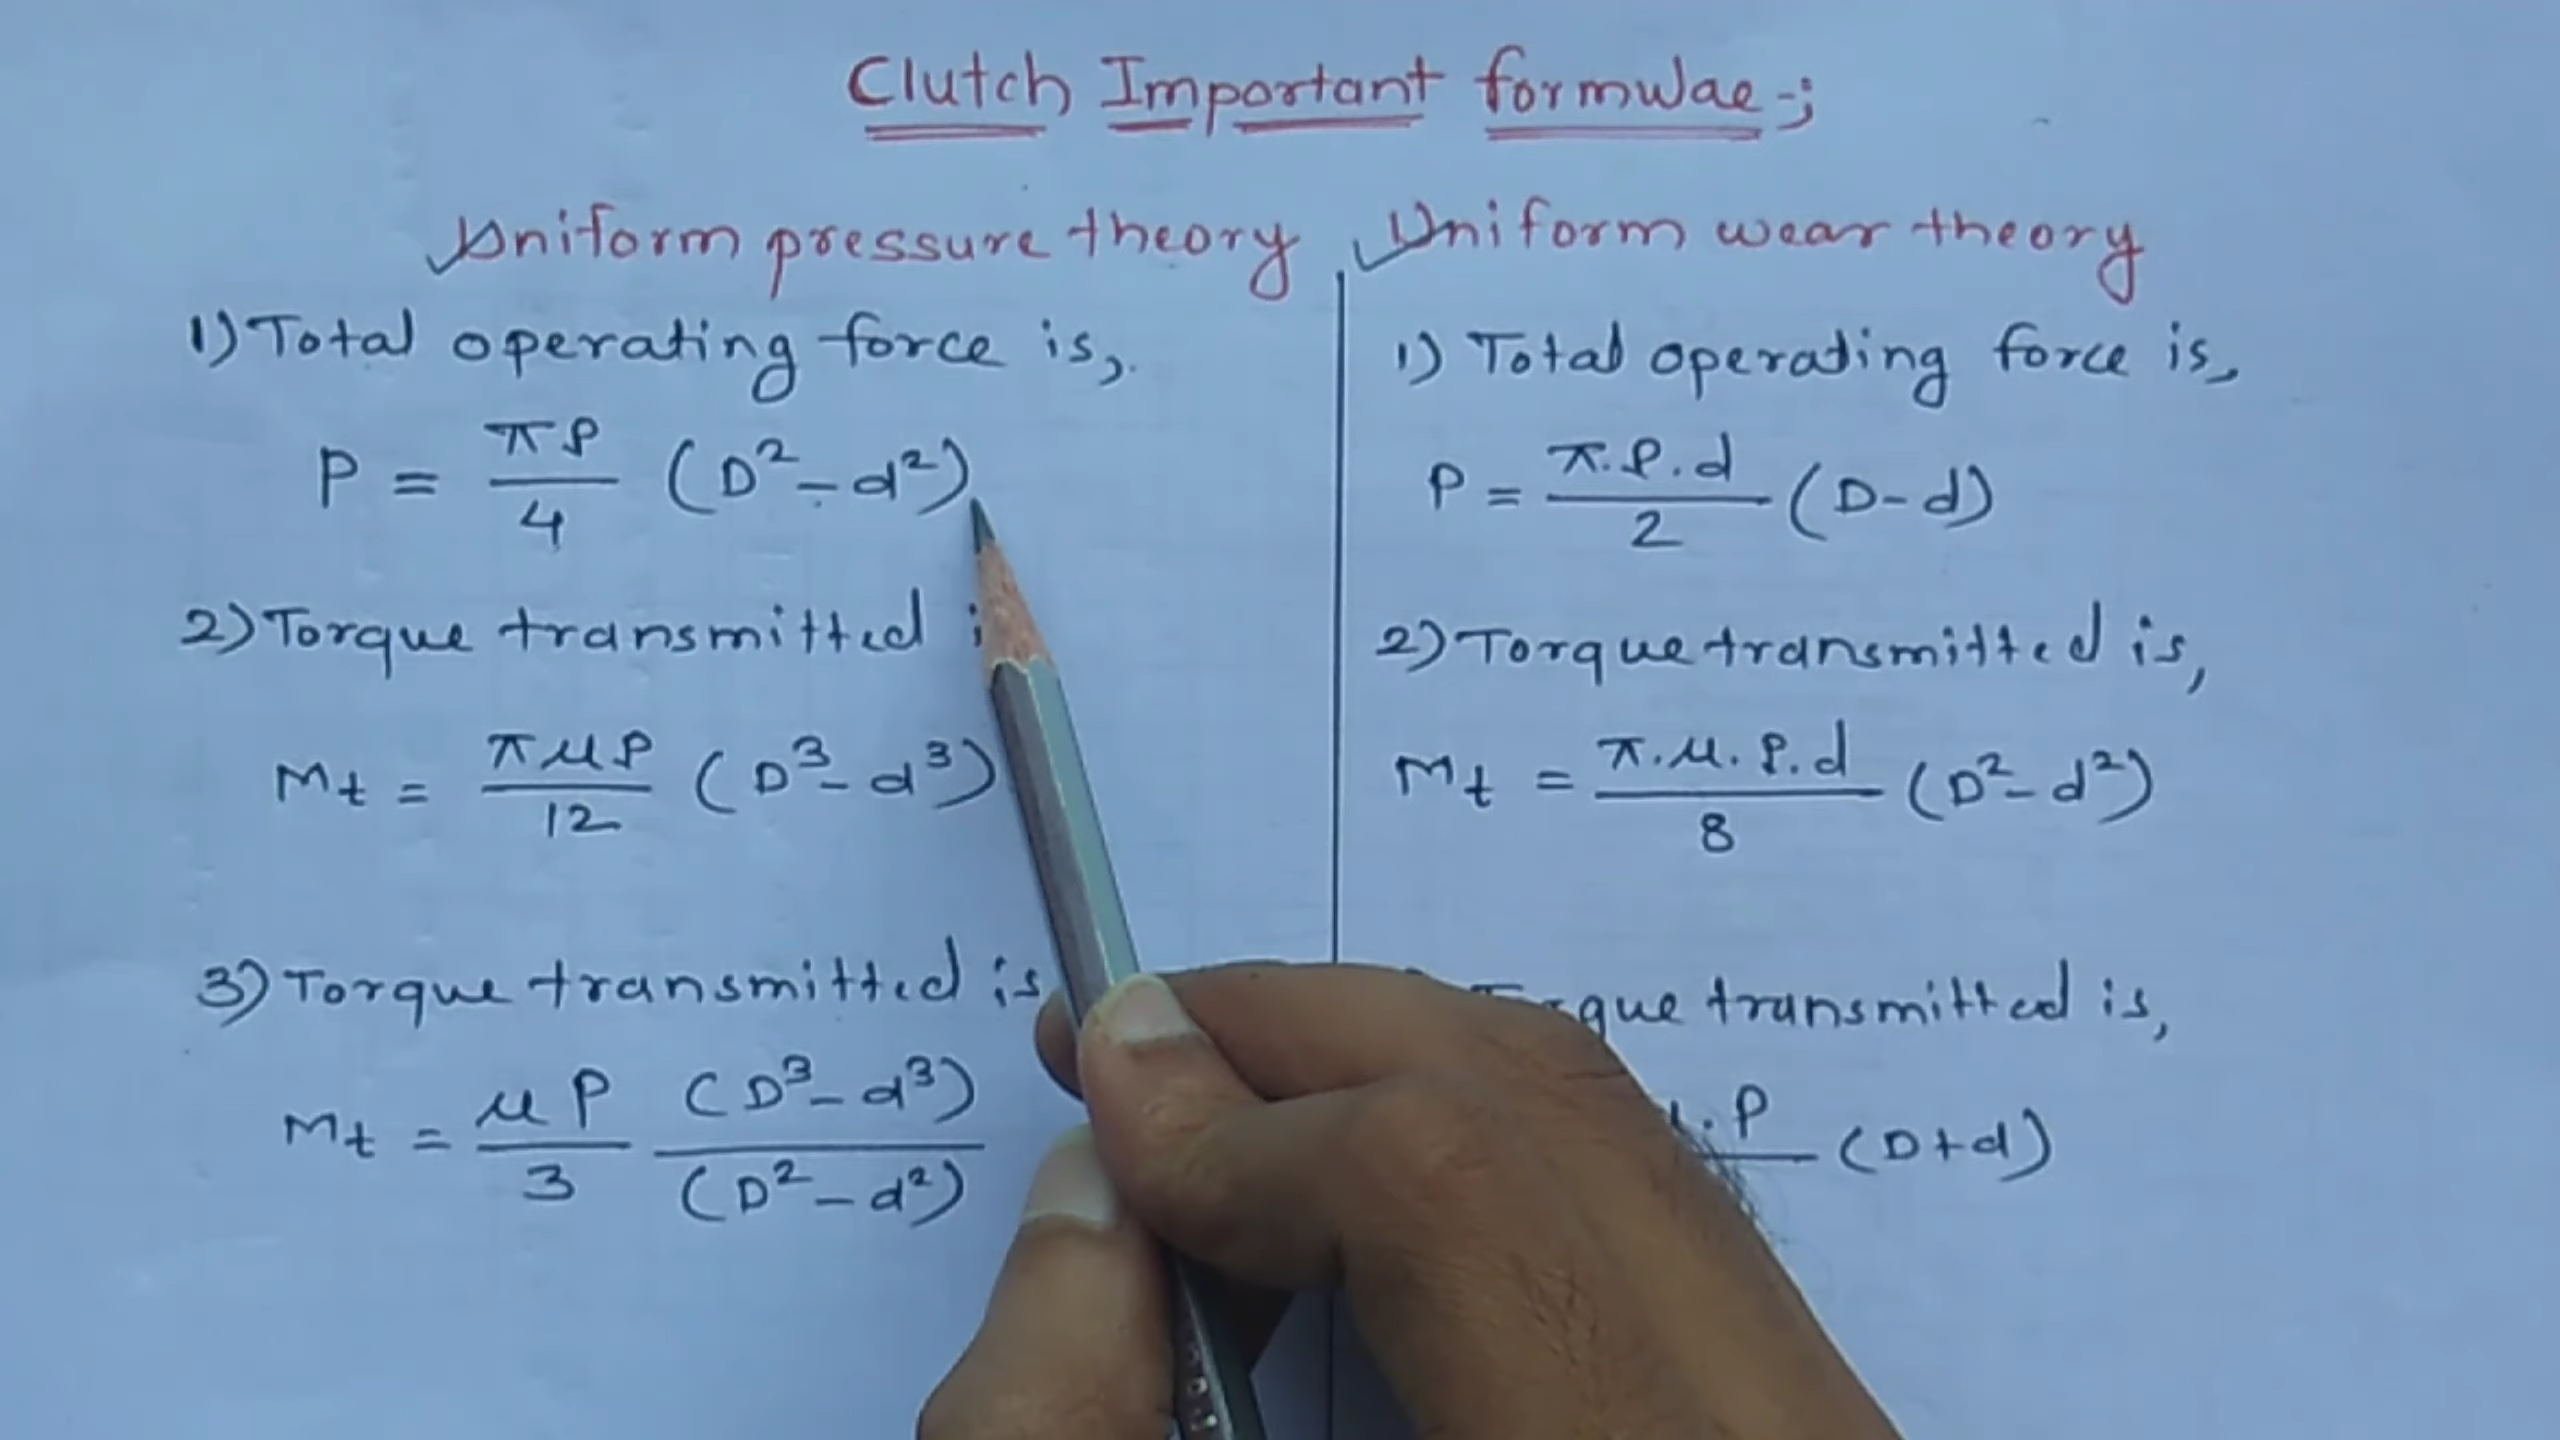 Clutch Important formulae-;
Uniform pressure theory
1) Total operating force is,
P = πp/4 (D² - d²)
2) Torque transmitted i
Mt = πμp/12 (D³ - d³)
3) Torque transmitted is
Mt = μP/3 (D³ - d³)/(D² - d²)
Uniform wear theory
1) Total operating force is,
P = π.p.d/2 (D - d)
2) Torque transmitted is,
Mt = π.μ.p.d/8 (D² - d²)
que transmitted is,
.P (D + d)